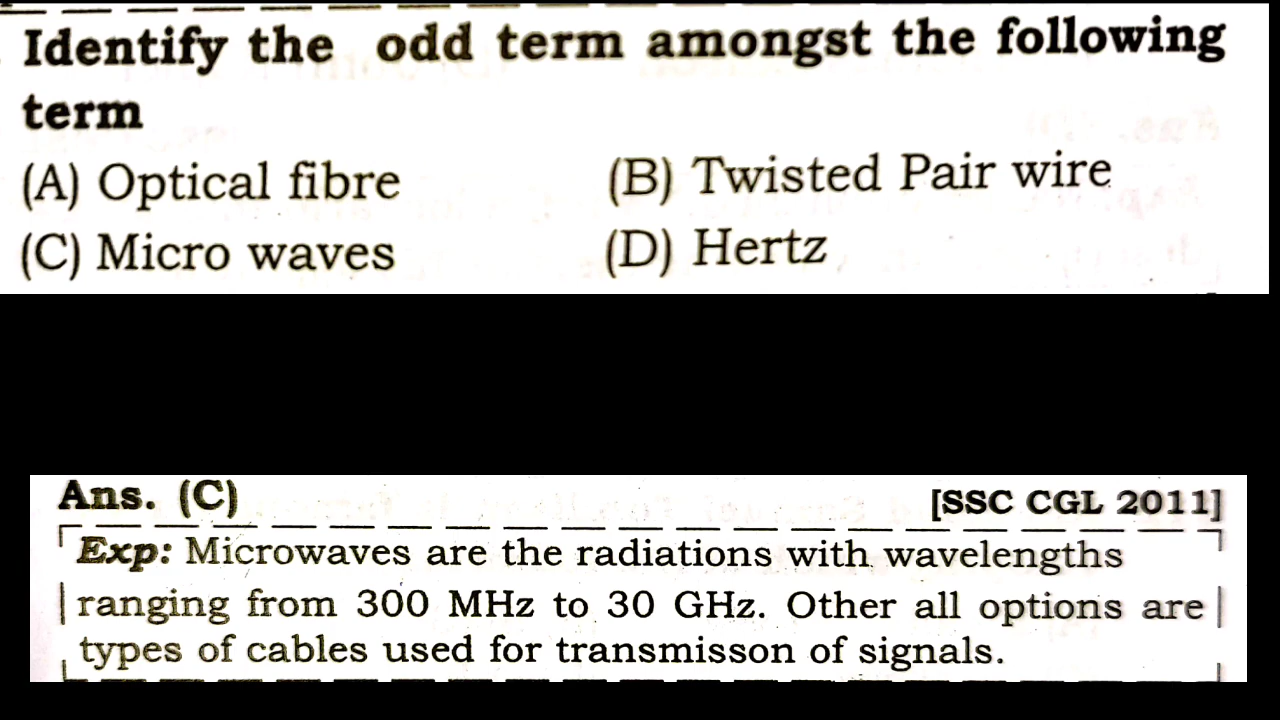 Identify the odd term amongst the following
term
(A) Optical fibre (B) Twisted Pair wire
(C) Micro waves (D) Hertz
Ans. (C) [SSC CGL 2011]
Exp: Microwaves are the radiations with wavelengths
ranging from 300 MHz to 30 GHz. Other all options are
types of cables used for transmisson of signals.